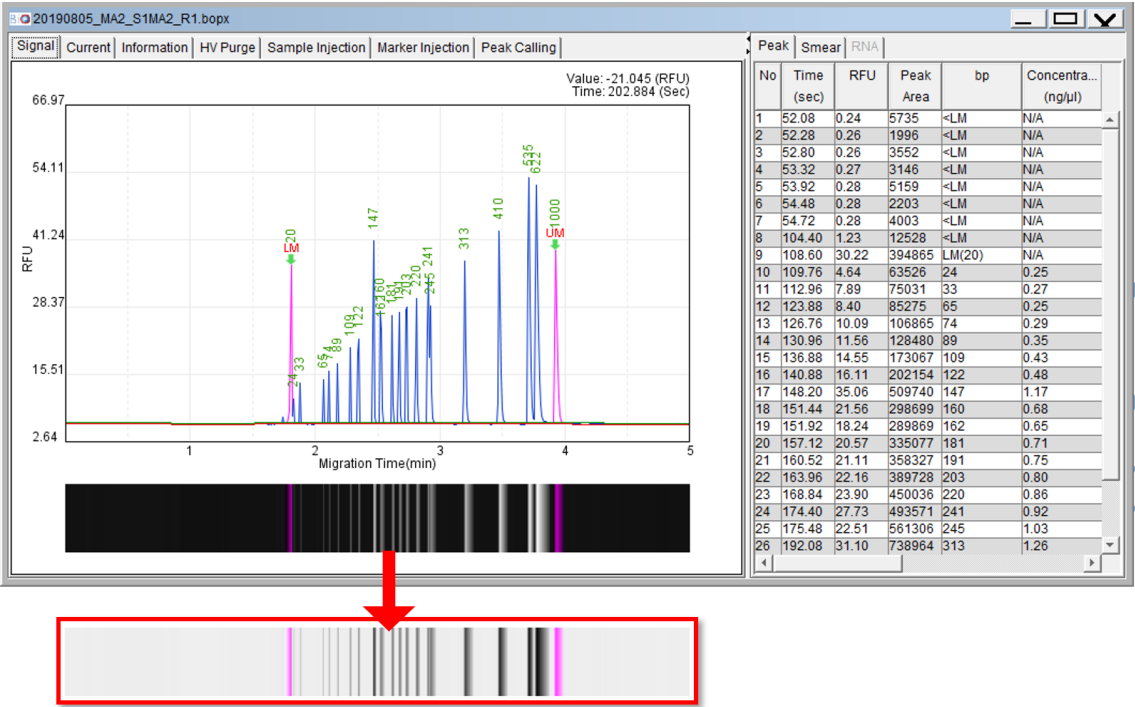 20190805_MA2_S1MA2_R1.bopx
Signal Current Information HV Purge Sample Injection Marker Injection Peak Calling
Value: -21.045 (RFU)
Time: 202.884 (Sec)
66.97
54.11
41.24
28.37
15.51
2.64
RFU
20
LM
24
33
65
74
89
109
122
147
162
160
181
191
203
220
241
245
313
410
535
622
1000
UM
1 2 3 4 5
Migration Time(min)
Peak Smear RNA
No Time RFU Peak bp Concentra...
(sec) Area (ng/µl)
1 52.08 0.24 5735 <LM N/A
2 52.28 0.26 1996 <LM N/A
3 52.80 0.26 3552 <LM N/A
4 53.32 0.27 3146 <LM N/A
5 53.92 0.28 5159 <LM N/A
6 54.48 0.28 2203 <LM N/A
7 54.72 0.28 4003 <LM N/A
8 104.40 1.23 12528 <LM N/A
9 108.60 30.22 394865 LM(20) N/A
10 109.76 4.64 63526 24 0.25
11 112.96 7.89 75031 33 0.27
12 123.88 8.40 85275 65 0.25
13 126.76 10.09 106865 74 0.29
14 130.96 11.56 128480 89 0.35
15 136.88 14.55 173067 109 0.43
16 140.88 16.11 202154 122 0.48
17 148.20 35.06 509740 147 1.17
18 151.44 21.56 298699 160 0.68
19 151.92 18.24 289869 162 0.65
20 157.12 20.57 335077 181 0.71
21 160.52 21.11 358327 191 0.75
22 163.96 22.16 389728 203 0.80
23 168.84 23.90 450036 220 0.86
24 174.40 27.73 493571 241 0.92
25 175.48 22.51 561306 245 1.03
26 192.08 31.10 738964 313 1.26